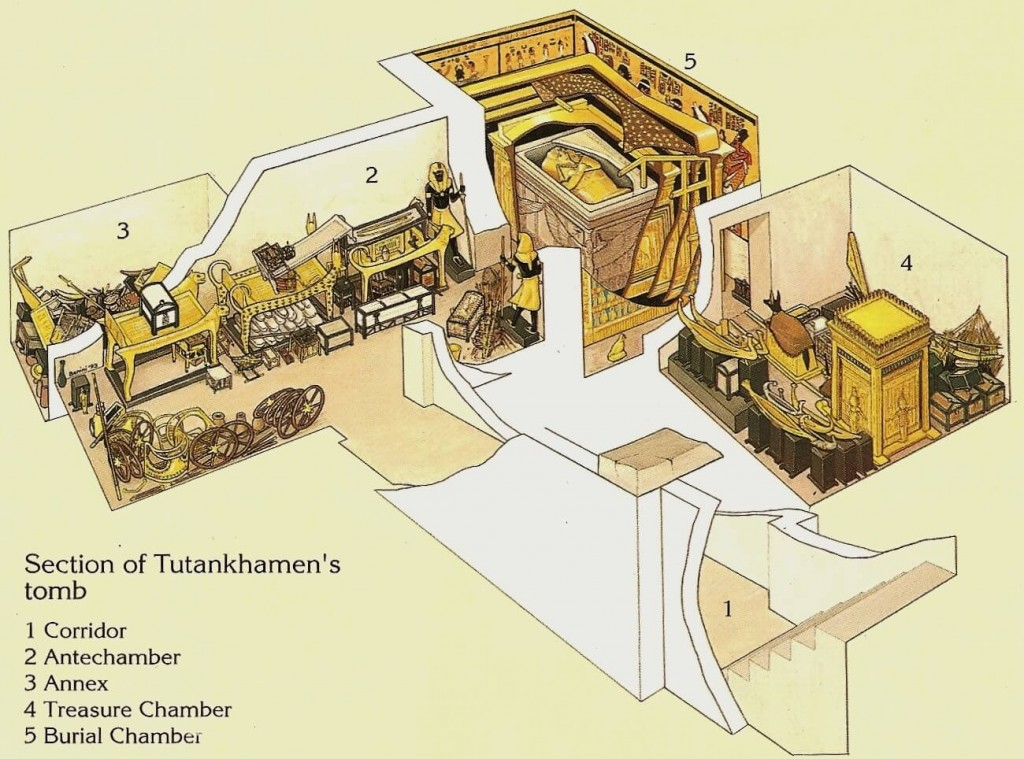 5
2
3
4
1
Section of Tutankhamen's
tomb
1 Corridor
2 Antechamber
3 Annex
4 Treasure Chamber
5 Burial Chamber